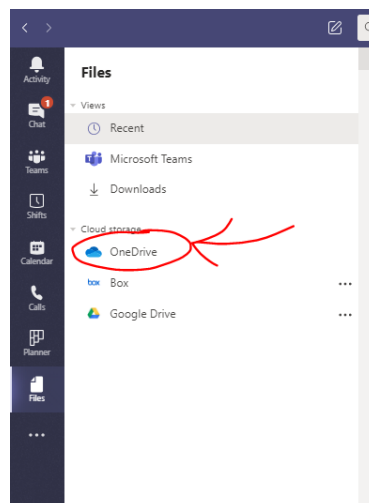 Activity
Files
Views
1
Chat
Recent
Microsoft Teams
Teams
Downloads
Shifts
Cloud storage
OneDrive
Calendar
box Box
Calls
Google Drive
Planner
Files